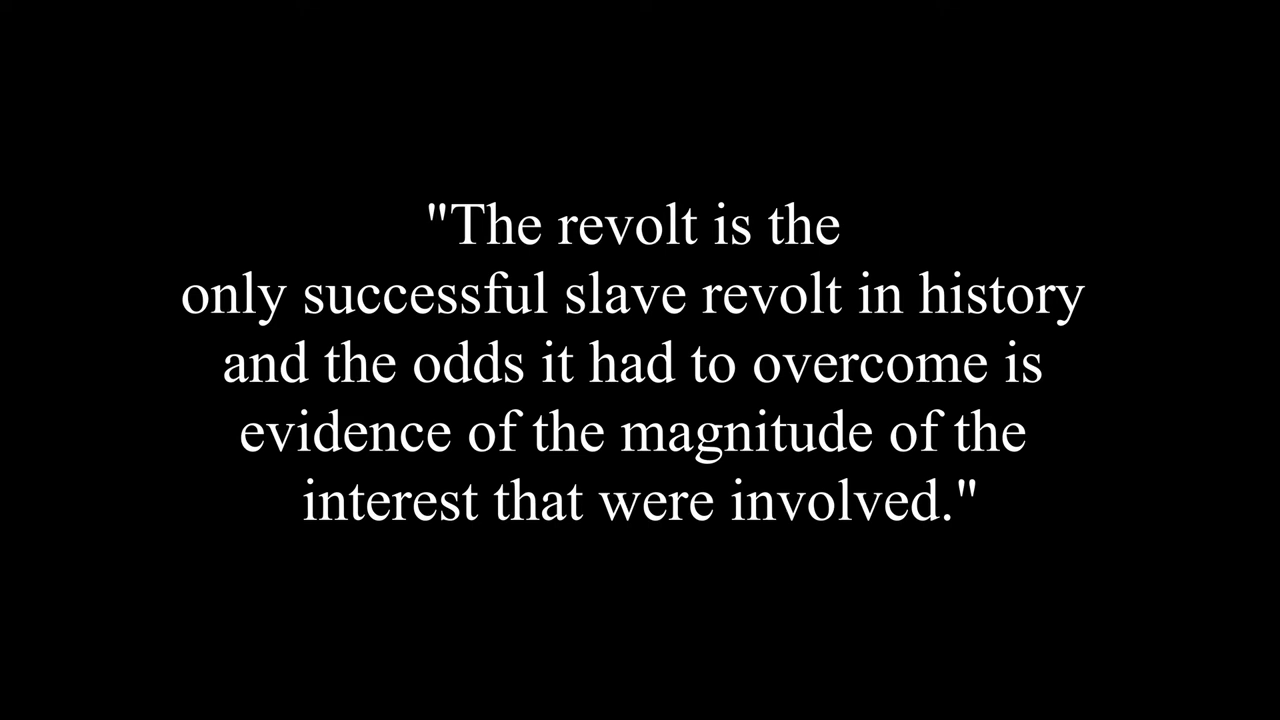 "The revolt is the
only successful slave revolt in history
and the odds it had to overcome is
evidence of the magnitude of the
interest that were involved."